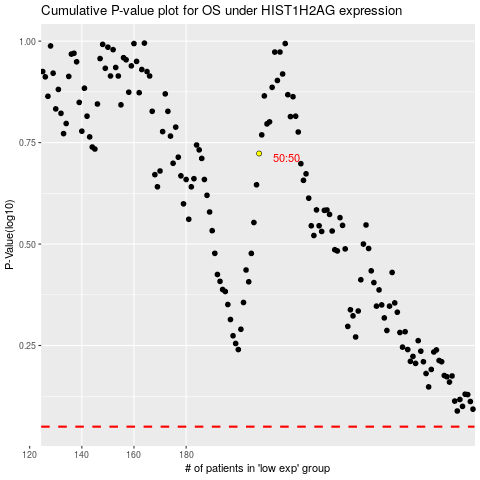 Cumulative P-value plot for OS under HIST1H2AG expression
P-Value(log10)
1.00
0.75
0.50
0.25
50:50
120 140 160 180
# of patients in 'low exp' group